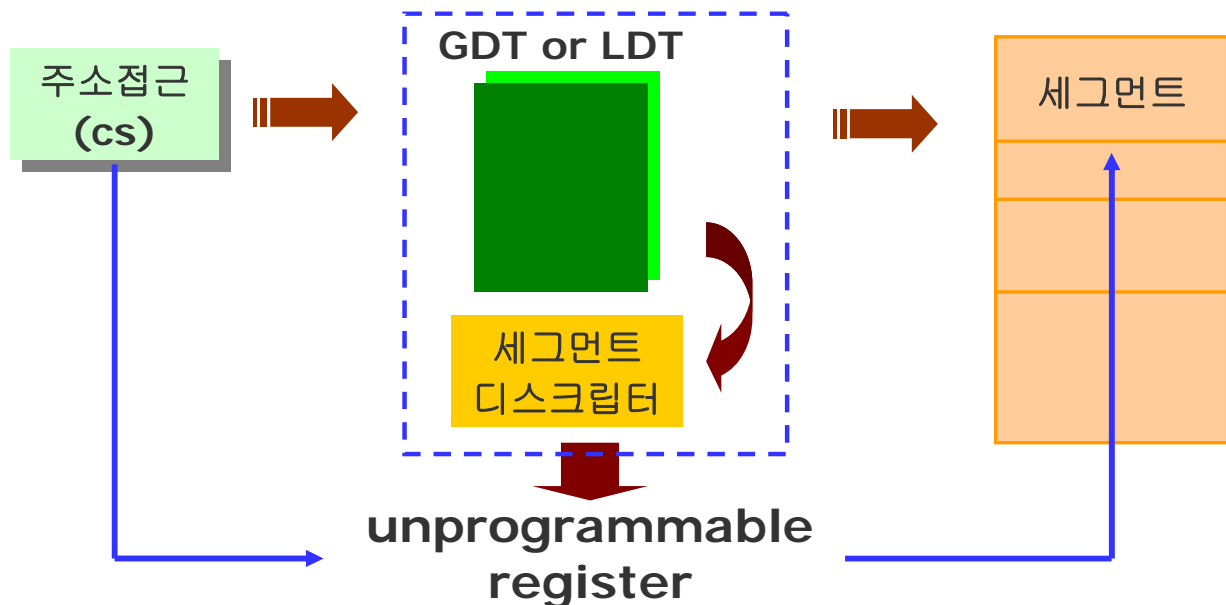 주소접근
(cs)
GDT or LDT
세그먼트
디스크립터
unprogrammable
register
세그먼트